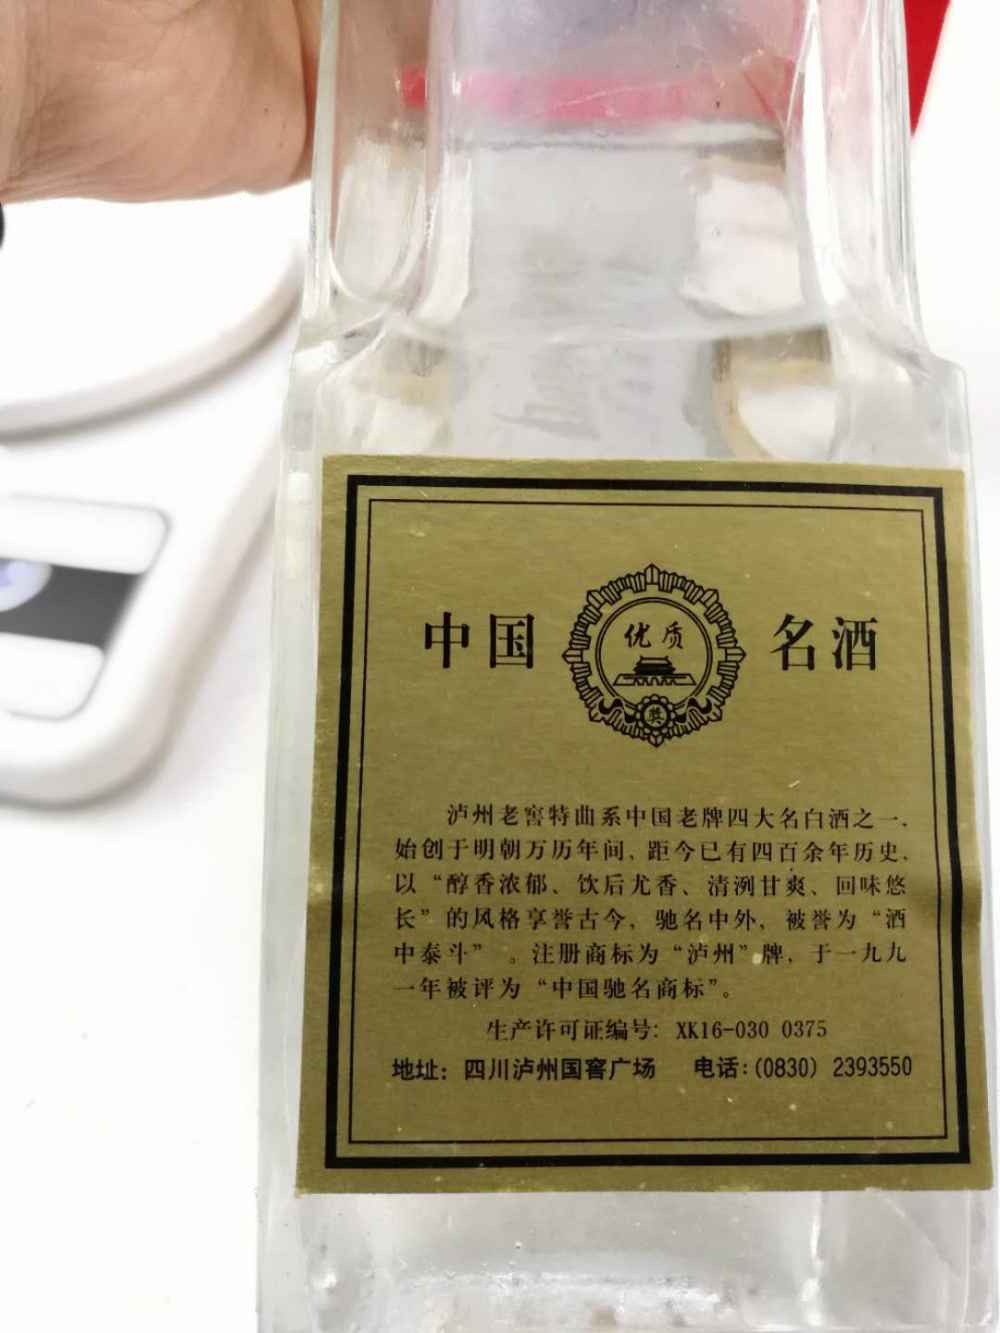 中国 优质 奖 名酒
泸州老窖特曲系中国老牌四大名白酒之一，
始创于明朝万历年间，距今已有四百余年历史，
以“醇香浓郁、饮后尤香、清洌甘爽、回味悠
长”的风格享誉古今，驰名中外，被誉为“酒
中泰斗”。注册商标为“泸州”牌，于一九九
一年被评为“中国驰名商标”。
生产许可证编号：XK16-030 0375
地址：四川泸州国窖广场 电话：(0830) 2393550